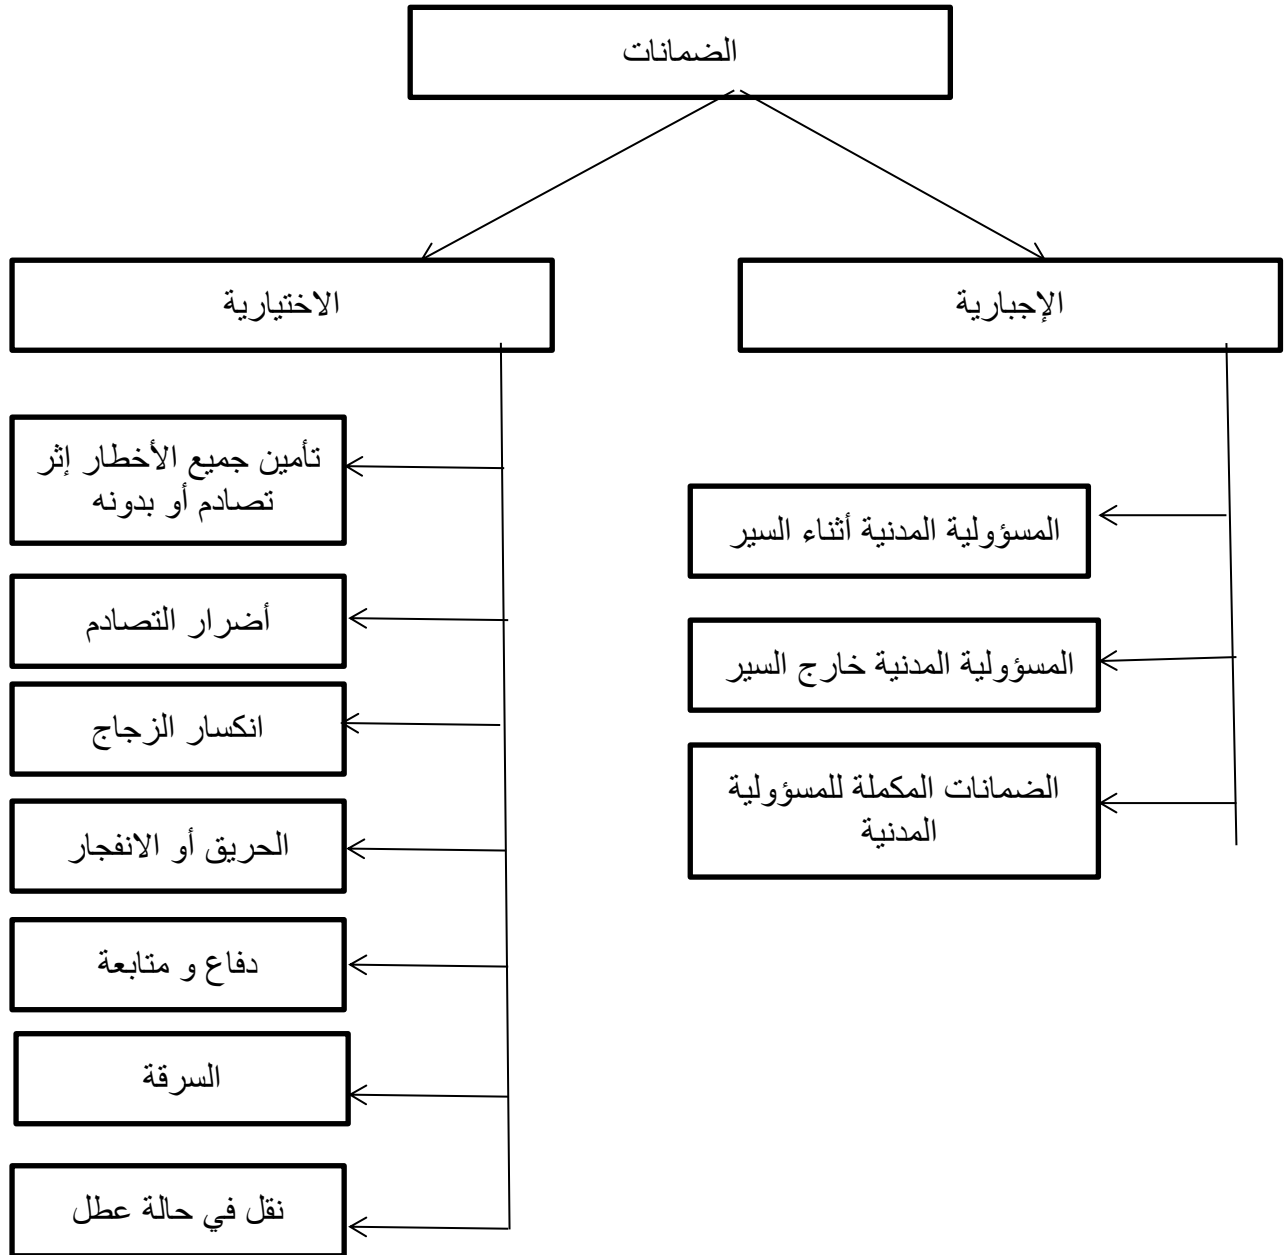 الضمانات
الإجبارية
الاختيارية
المسؤولية المدنية أثناء السير
المسؤولية المدنية خارج السير
الضمانات المكملة للمسؤولية
المدنية
تأمين جميع الأخطار إثر
تصادم أو بدونه
أضرار التصادم
انكسار الزجاج
الحريق أو الانفجار
دفاع و متابعة
السرقة
نقل في حالة عطل